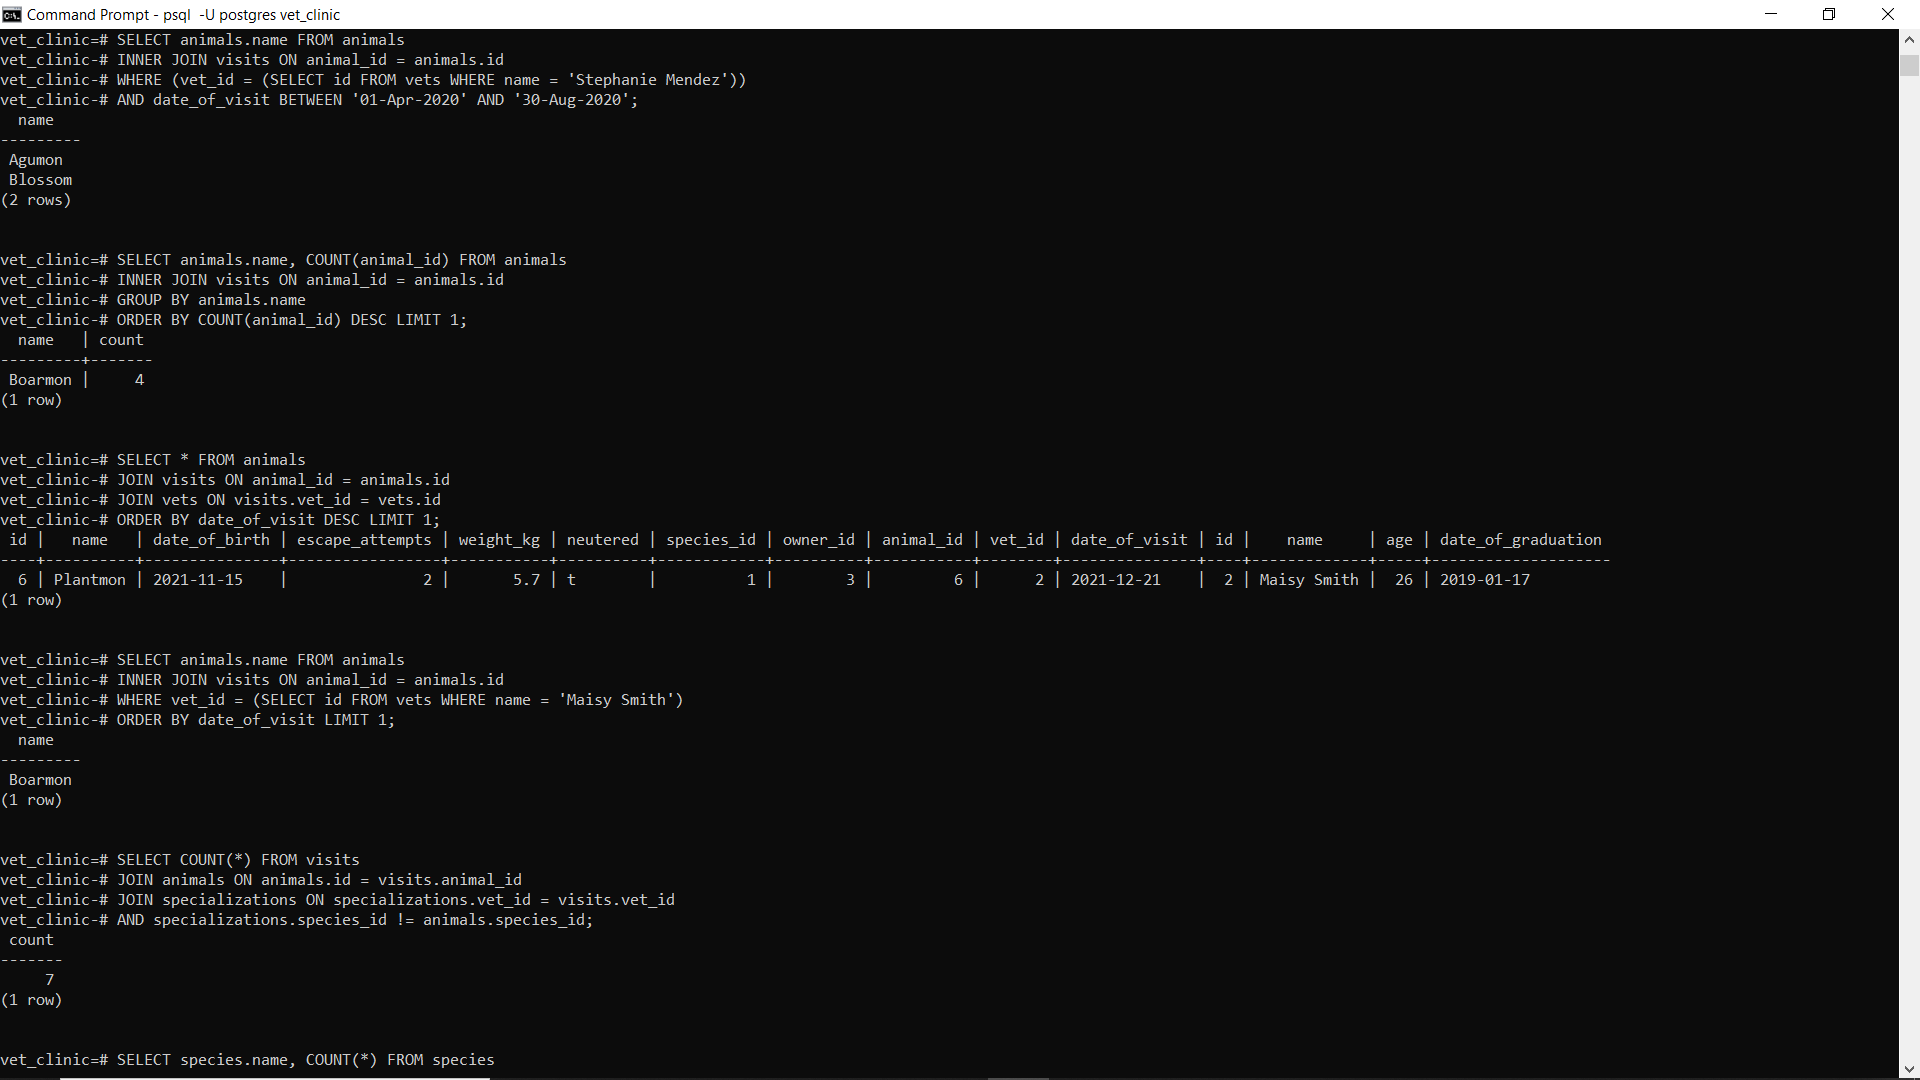 Command Prompt - psql  -U postgres vet_clinic
vet_clinic=# SELECT animals.name FROM animals
vet_clinic-# INNER JOIN visits ON animal_id = animals.id
vet_clinic-# WHERE (vet_id = (SELECT id FROM vets WHERE name = 'Stephanie Mendez'))
vet_clinic-# AND date_of_visit BETWEEN '01-Apr-2020' AND '30-Aug-2020';
  name
---------
 Agumon
 Blossom
(2 rows)
vet_clinic=# SELECT animals.name, COUNT(animal_id) FROM animals
vet_clinic-# INNER JOIN visits ON animal_id = animals.id
vet_clinic-# GROUP BY animals.name
vet_clinic-# ORDER BY COUNT(animal_id) DESC LIMIT 1;
  name   | count
---------+-------
 Boarmon |     4
(1 row)
vet_clinic=# SELECT * FROM animals
vet_clinic-# JOIN visits ON animal_id = animals.id
vet_clinic-# JOIN vets ON visits.vet_id = vets.id
vet_clinic-# ORDER BY date_of_visit DESC LIMIT 1;
 id |   name   | date_of_birth | escape_attempts | weight_kg | neutered | species_id | owner_id | animal_id | vet_id | date_of_visit | id |    name     | age | date_of_graduation
----+----------+---------------+-----------------+-----------+----------+------------+----------+-----------+--------+---------------+----+-------------+-----+--------------------
  6 | Plantmon | 2021-11-15    |               2 |       5.7 | t        |          1 |        3 |         6 |      2 | 2021-12-21    |  2 | Maisy Smith |  26 | 2019-01-17
(1 row)
vet_clinic=# SELECT animals.name FROM animals
vet_clinic-# INNER JOIN visits ON animal_id = animals.id
vet_clinic-# WHERE vet_id = (SELECT id FROM vets WHERE name = 'Maisy Smith')
vet_clinic-# ORDER BY date_of_visit LIMIT 1;
  name
---------
 Boarmon
(1 row)
vet_clinic=# SELECT COUNT(*) FROM visits
vet_clinic-# JOIN animals ON animals.id = visits.animal_id
vet_clinic-# JOIN specializations ON specializations.vet_id = visits.vet_id
vet_clinic-# AND specializations.species_id != animals.species_id;
 count
-------
     7
(1 row)
vet_clinic=# SELECT species.name, COUNT(*) FROM species